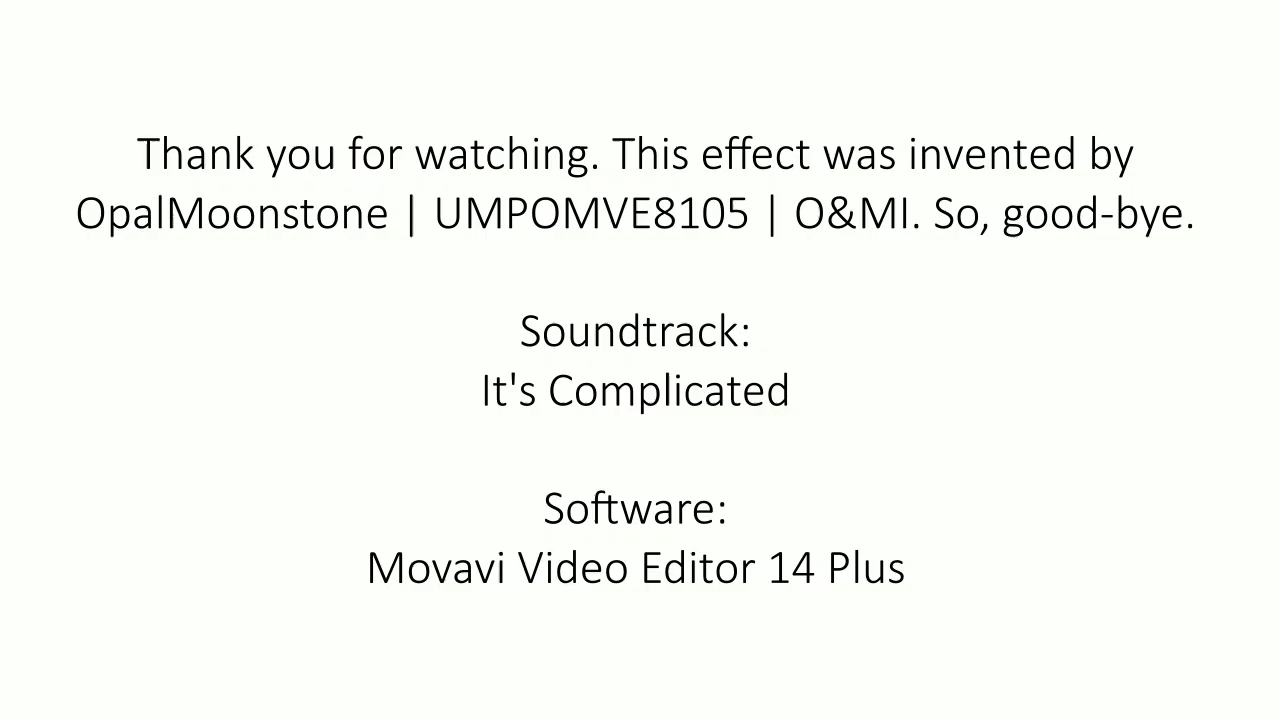 Thank you for watching. This effect was invented by
OpalMoonstone | UMPOMVE8105 | O&MI. So, good-bye.
Soundtrack:
It's Complicated
Software:
Movavi Video Editor 14 Plus